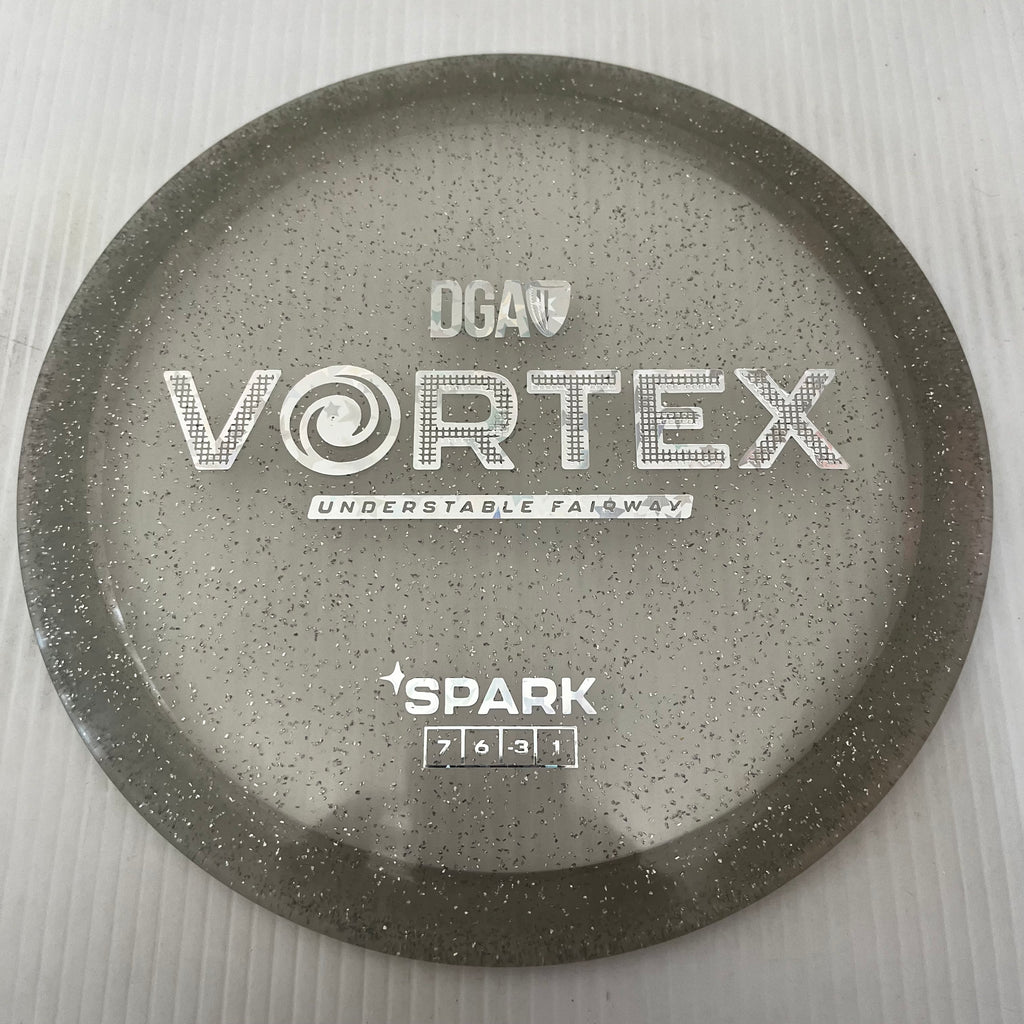 DGA
VORTEX
UNDERSTABLE FAIRWAY
SPARK
7 6 -3 1